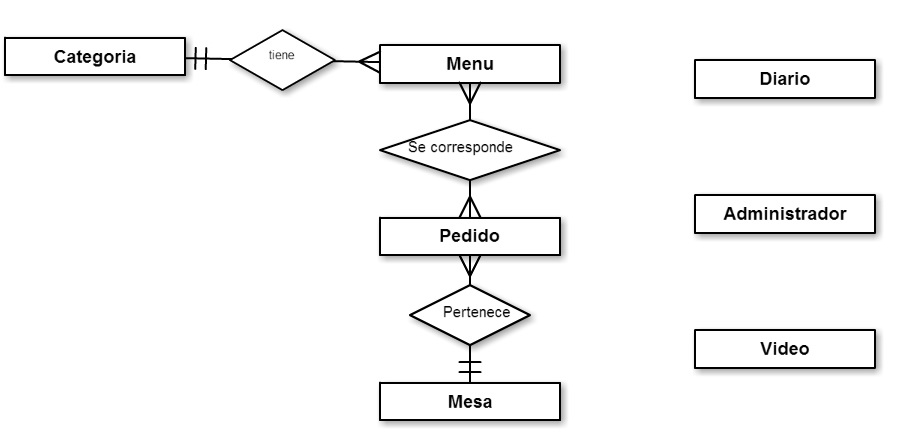 Categoria
tiene
Menu
Diario
Se corresponde
Administrador
Pedido
Pertenece
Video
Mesa